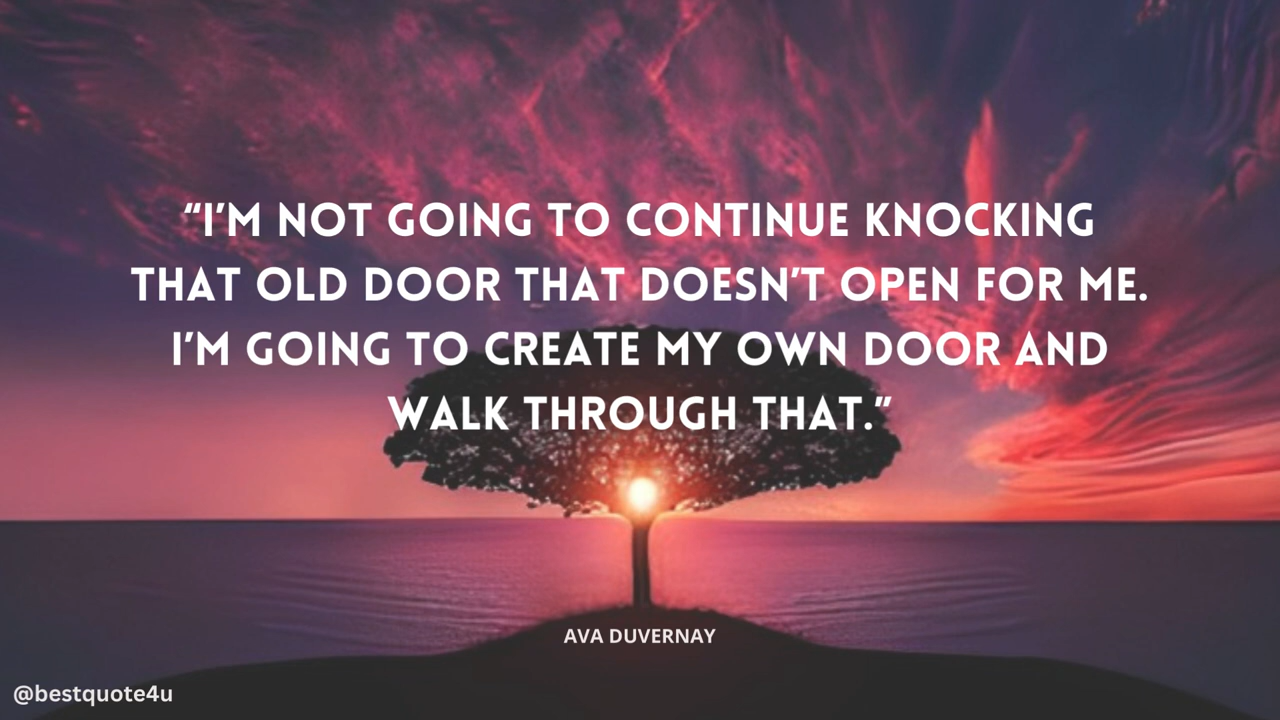 “I’M NOT GOING TO CONTINUE KNOCKING
THAT OLD DOOR THAT DOESN’T OPEN FOR ME.
I’M GOING TO CREATE MY OWN DOOR AND
WALK THROUGH THAT.”
AVA DUVERNAY
@bestquote4u